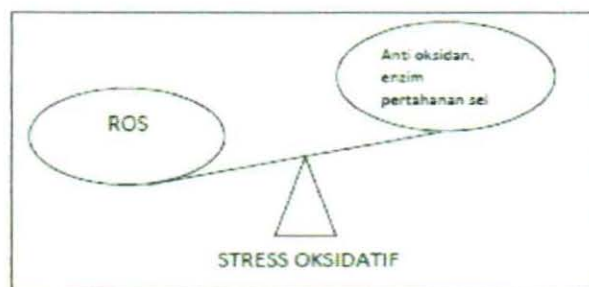 ROS
Anti oksidan,
enzim
pertahanan sel
STRESS OKSIDATIF